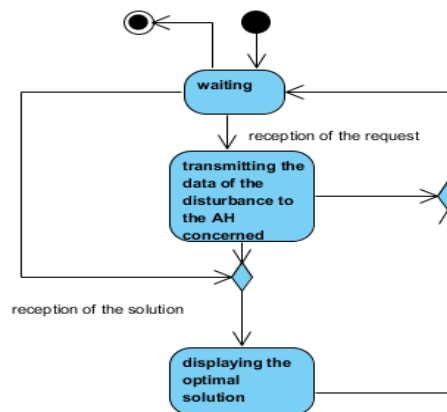 waiting
reception of the request
transmitting the
data of the
disturbance to
the AH
concerned
reception of the solution
displaying the
optimal
solution